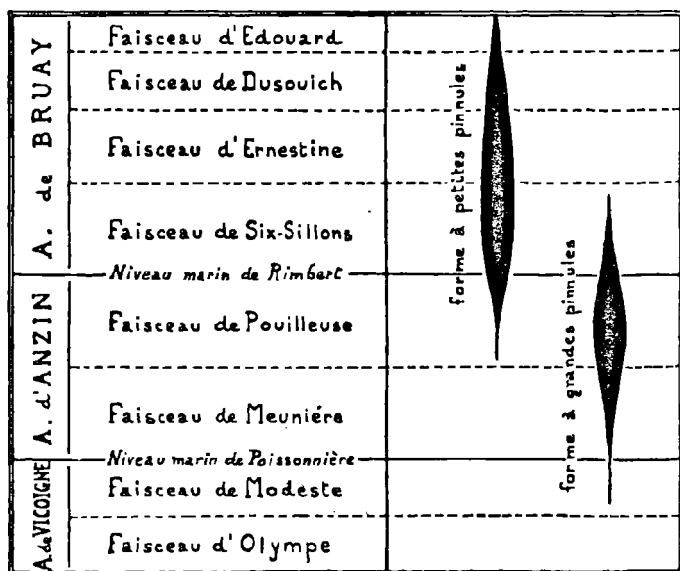 A. de BRUAY
Faisceau d'Edouard
Faisceau de Dusouich
Faisceau d'Ernestine
Faisceau de Six-Sillons
Niveau marin de Rimbert
A. d'ANZIN
Faisceau de Pouilleuse
Faisceau de Meunière
Niveau marin de Poissonnière
A. de VICOIGNE
Faisceau de Modeste
Faisceau d'Olympe
forme à petites pinnules
forme à grandes pinnules